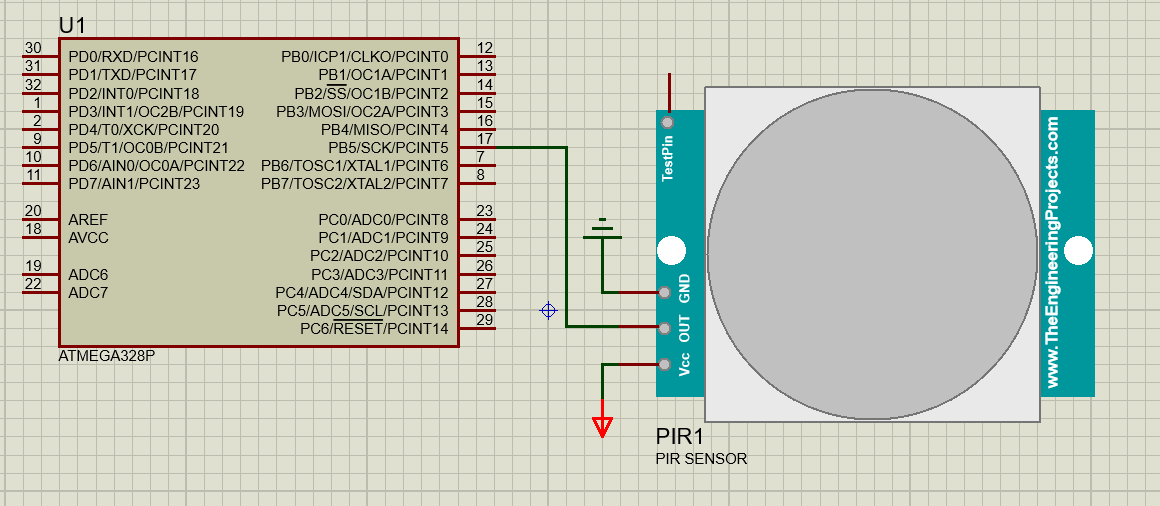 U1
30 PD0/RXD/PCINT16 PB0/ICP1/CLKO/PCINT0 12
31 PD1/TXD/PCINT17 PB1/OC1A/PCINT1 13
32 PD2/INT0/PCINT18 PB2/SS/OC1B/PCINT2 14
1 PD3/INT1/OC2B/PCINT19 PB3/MOSI/OC2A/PCINT3 15
2 PD4/T0/XCK/PCINT20 PB4/MISO/PCINT4 16
9 PD5/T1/OC0B/PCINT21 PB5/SCK/PCINT5 17
10 PD6/AIN0/OC0A/PCINT22 PB6/TOSC1/XTAL1/PCINT6 7
11 PD7/AIN1/PCINT23 PB7/TOSC2/XTAL2/PCINT7 8
20 AREF PC0/ADC0/PCINT8 23
18 AVCC PC1/ADC1/PCINT9 24
PC2/ADC2/PCINT10 25
19 ADC6 PC3/ADC3/PCINT11 26
22 ADC7 PC4/ADC4/SDA/PCINT12 27
PC5/ADC5/SCL/PCINT13 28
PC6/RESET/PCINT14 29
ATMEGA328P
TestPin
GND
OUT
Vcc
www.TheEngineeringProjects.com
PIR1
PIR SENSOR